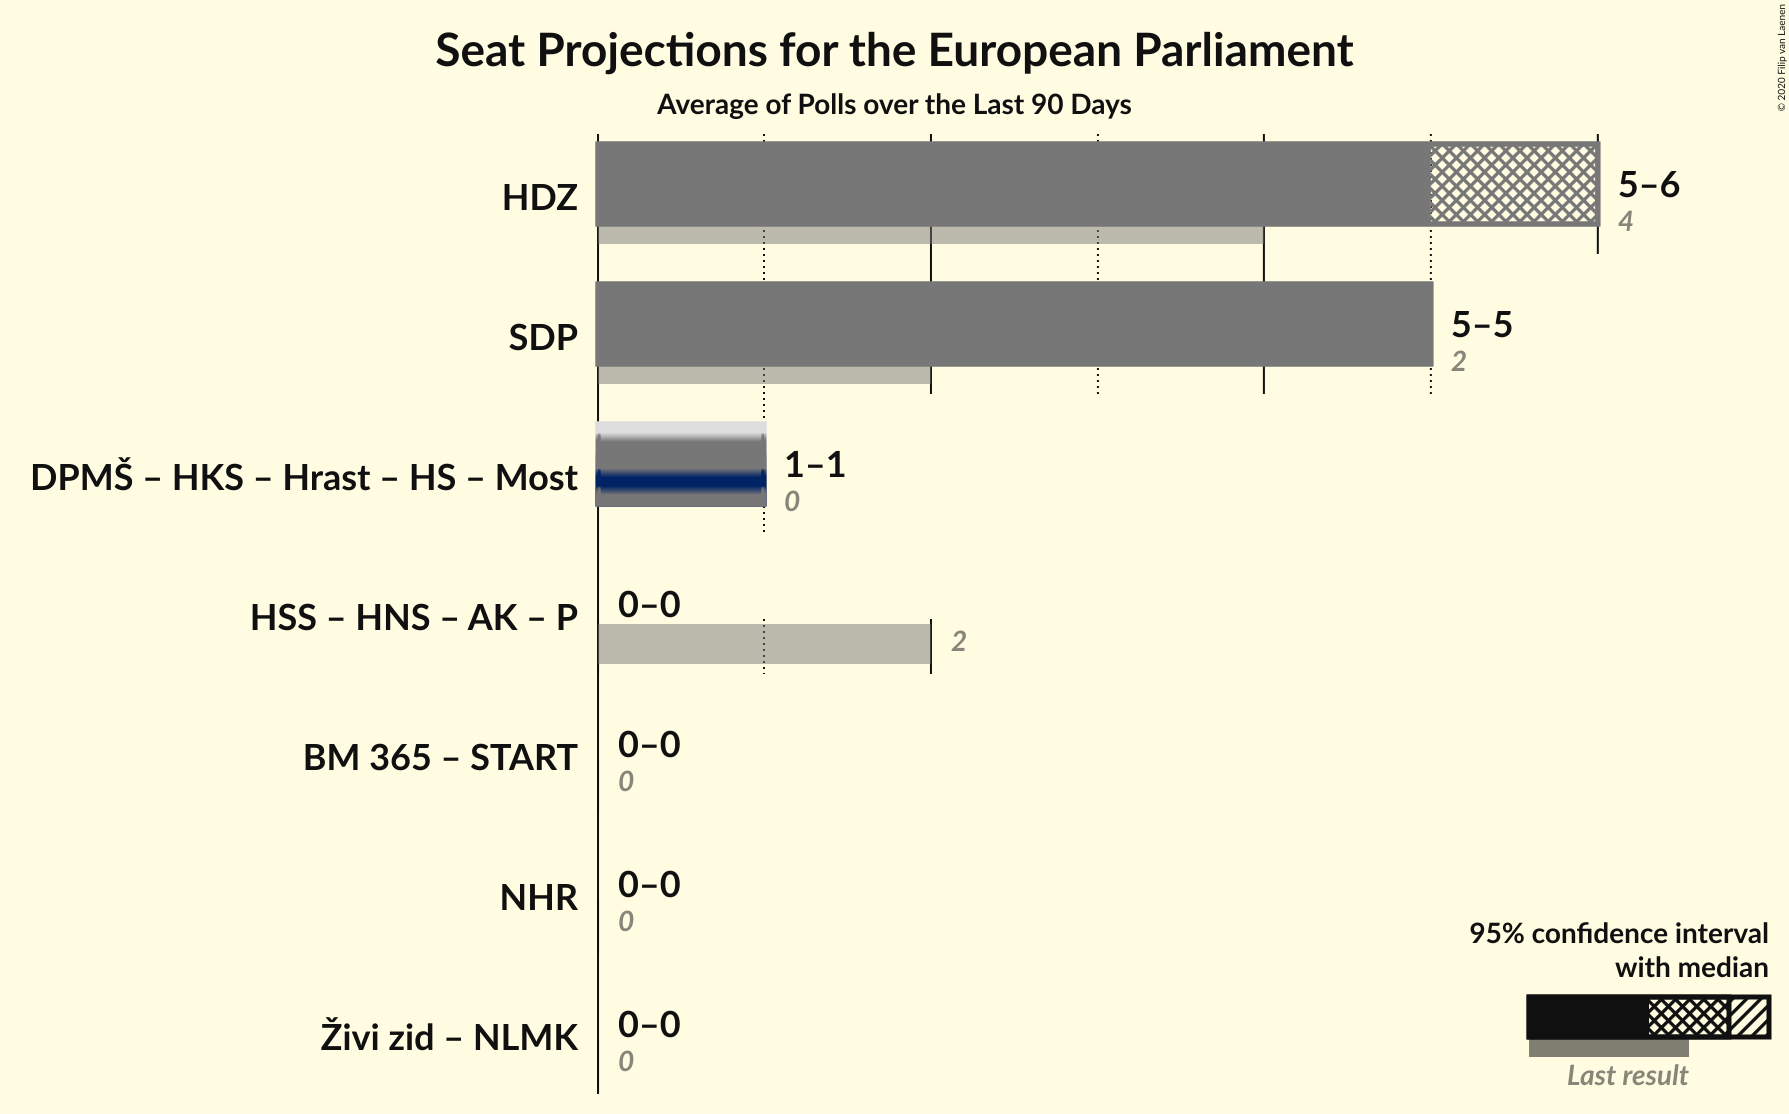 Seat Projections for the European Parliament
Average of Polls over the Last 90 Days
© 2020 Filip van Laenen
HDZ
5–6
4
SDP
5–5
2
DPMŠ – HKS – Hrast – HS – Most
1–1
0
HSS – HNS – AK – P
0–0
2
BM 365 – START
0–0
0
NHR
0–0
0
Živi zid – NLMK
0–0
0
95% confidence interval
with median
Last result